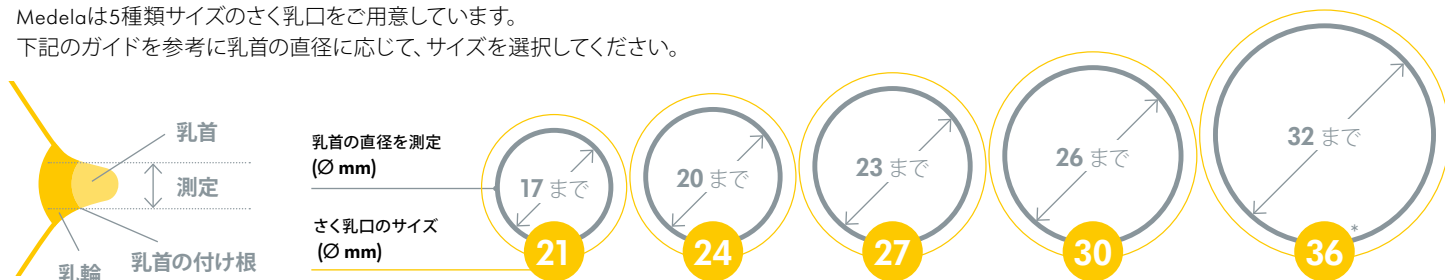 Medelaは5種類サイズのさく乳口をご用意しています。
下記のガイドを参考に乳首の直径に応じて、サイズを選択してください。
乳首
測定
乳首の付け根
乳輪
乳首の直径を測定
(Ø mm)
17 まで
20 まで
23 まで
26 まで
32 まで
さく乳口のサイズ
(Ø mm)
21
24
27
30
36*